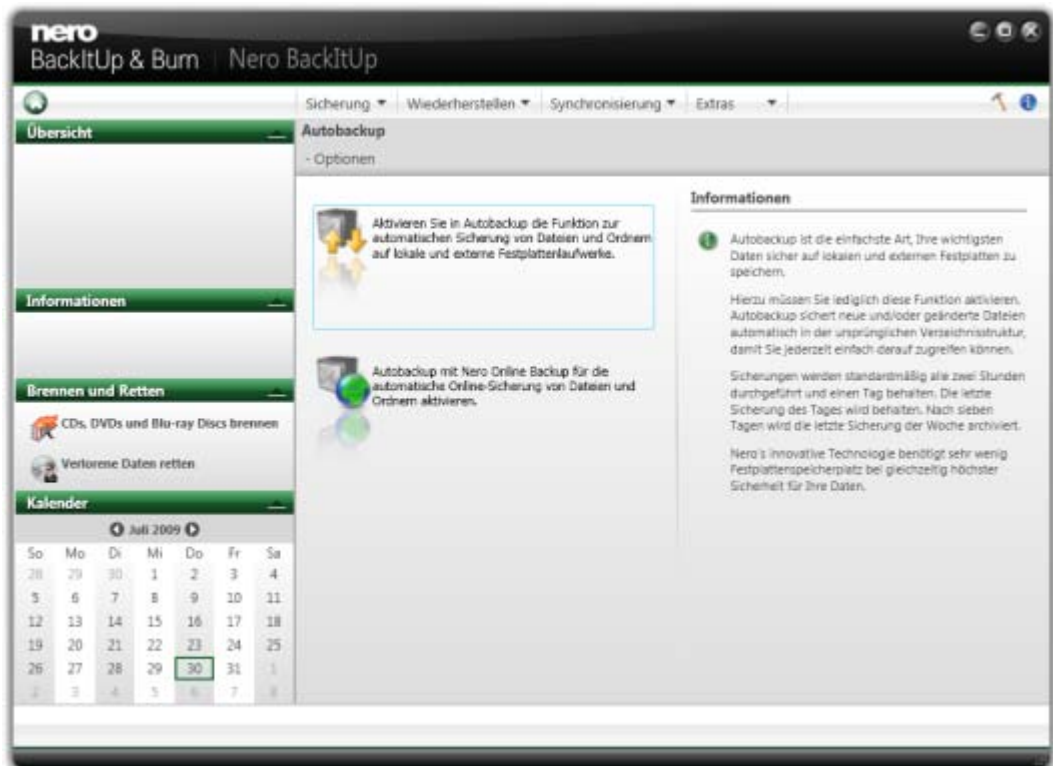 nero
BackItUp & Burn | Nero BackItUp
Sicherung Wiederherstellen Synchronisierung Extras
Übersicht
Informationen
Brennen und Retten
CDs, DVDs und Blu-ray Discs brennen
Verlorene Daten retten
Kalender
Juli 2009
So Mo Di Mi Do Fr Sa
28 29 30 1 2 3 4
5 6 7 8 9 10 11
12 13 14 15 16 17 18
19 20 21 22 23 24 25
26 27 28 29 30 31 1
2 3 4 5 6 7 8
Autobackup
- Optionen
Aktivieren Sie in Autobackup die Funktion zur
automatischen Sicherung von Dateien und Ordnern
auf lokale und externe Festplattenlaufwerke.
Autobackup mit Nero Online Backup für die
automatische Online-Sicherung von Dateien und
Ordnern aktivieren.
Informationen
Autobackup ist die einfachste Art, Ihre wichtigsten
Daten sicher auf lokalen und externen Festplatten zu
speichern.
Hierzu müssen Sie lediglich diese Funktion aktivieren.
Autobackup sichert neue und/oder geänderte Dateien
automatisch in der ursprünglichen Verzeichnisstruktur,
damit Sie jederzeit einfach darauf zugreifen können.
Sicherungen werden standardmäßig alle zwei Stunden
durchgeführt und einen Tag behalten. Die letzte
Sicherung des Tages wird behalten. Nach sieben
Tagen wird die letzte Sicherung der Woche archiviert.
Nero's innovative Technologie benötigt sehr wenig
Festplattenspeicherplatz bei gleichzeitig höchster
Sicherheit für Ihre Daten.